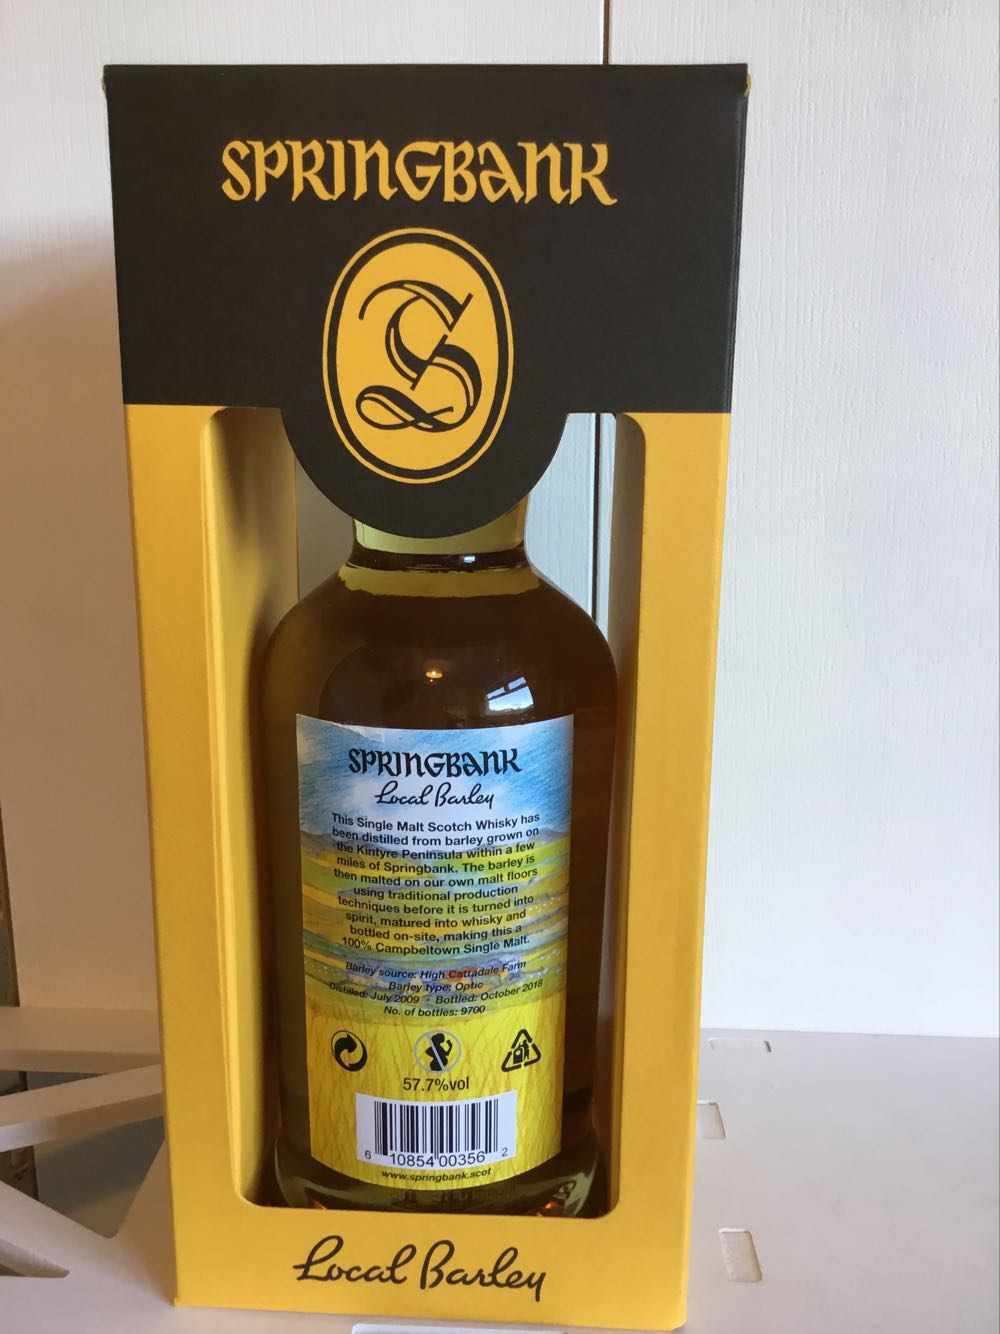 SPRINGBANK
S
SPRINGBANK
Local Barley
This Single Malt Scotch Whisky has
been distilled from barley grown on
the Kintyre Peninsula within a few
miles of Springbank. The barley is
then malted on our own malt floors
using traditional production
techniques before it is turned into
spirit, matured into whisky and
bottled on-site, making this a
100% Campbeltown Single Malt.
Barley source: High Cattadale Farm
Barley type: Optic
Distilled: July 2009 · Bottled: October 2018
No. of bottles: 9700
57.7%vol
6 10854 00356 2
www.springbank.scot
Local Barley